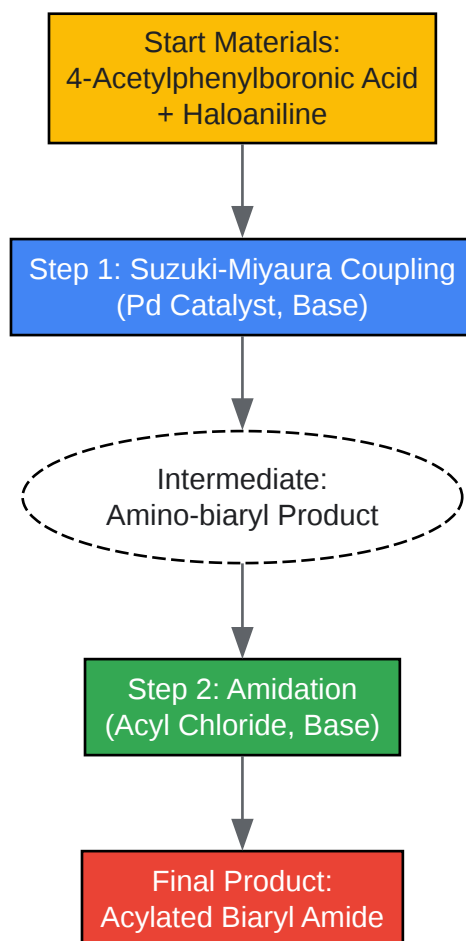 Start Materials:
4-Acetylphenylboronic Acid
+ Haloaniline
Step 1: Suzuki-Miyaura Coupling
(Pd Catalyst, Base)
Intermediate:
Amino-biaryl Product
Step 2: Amidation
(Acyl Chloride, Base)
Final Product:
Acylated Biaryl Amide